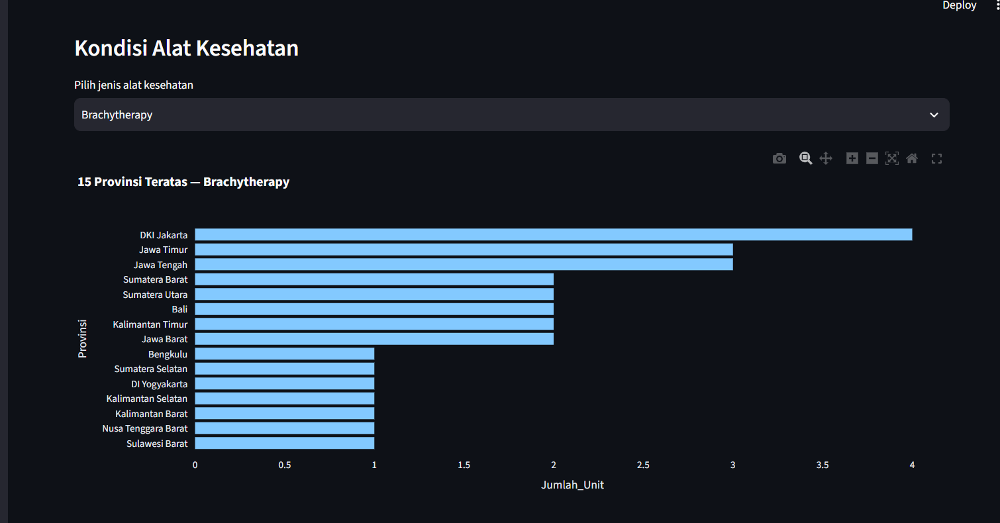 Deploy
Kondisi Alat Kesehatan
Pilih jenis alat kesehatan
Brachytherapy
15 Provinsi Teratas — Brachytherapy
Provinsi
DKI Jakarta
Jawa Timur
Jawa Tengah
Sumatera Barat
Sumatera Utara
Bali
Kalimantan Timur
Jawa Barat
Bengkulu
Sumatera Selatan
DI Yogyakarta
Kalimantan Selatan
Kalimantan Barat
Nusa Tenggara Barat
Sulawesi Barat
0 0.5 1 1.5 2 2.5 3 3.5 4
Jumlah_Unit